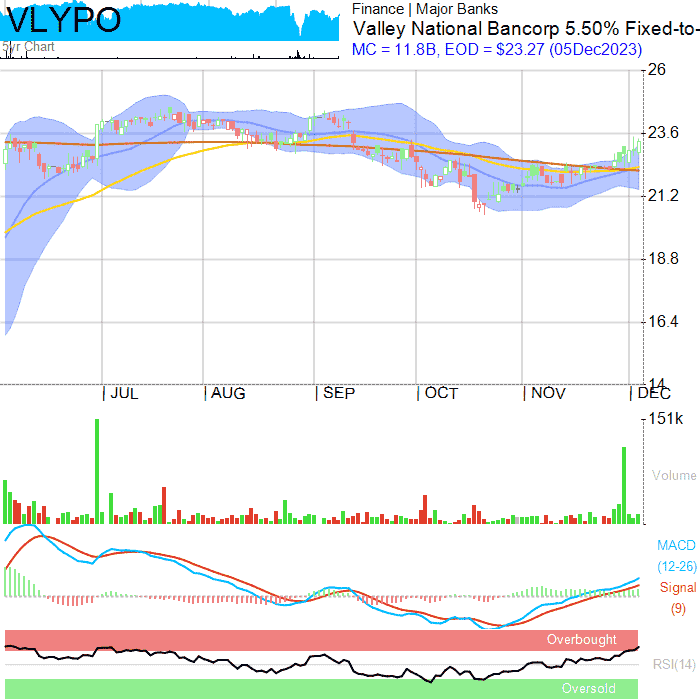 VLYPO
5yr Chart
Finance | Major Banks
Valley National Bancorp 5.50% Fixed-to-
MC = 11.8B, EOD = $23.27 (05Dec2023)
26
23.6
21.2
18.8
16.4
14
JUL
AUG
SEP
OCT
NOV
DEC
151k
Volume
MACD
(12-26)
Signal
(9)
Overbought
RSI(14)
Oversold